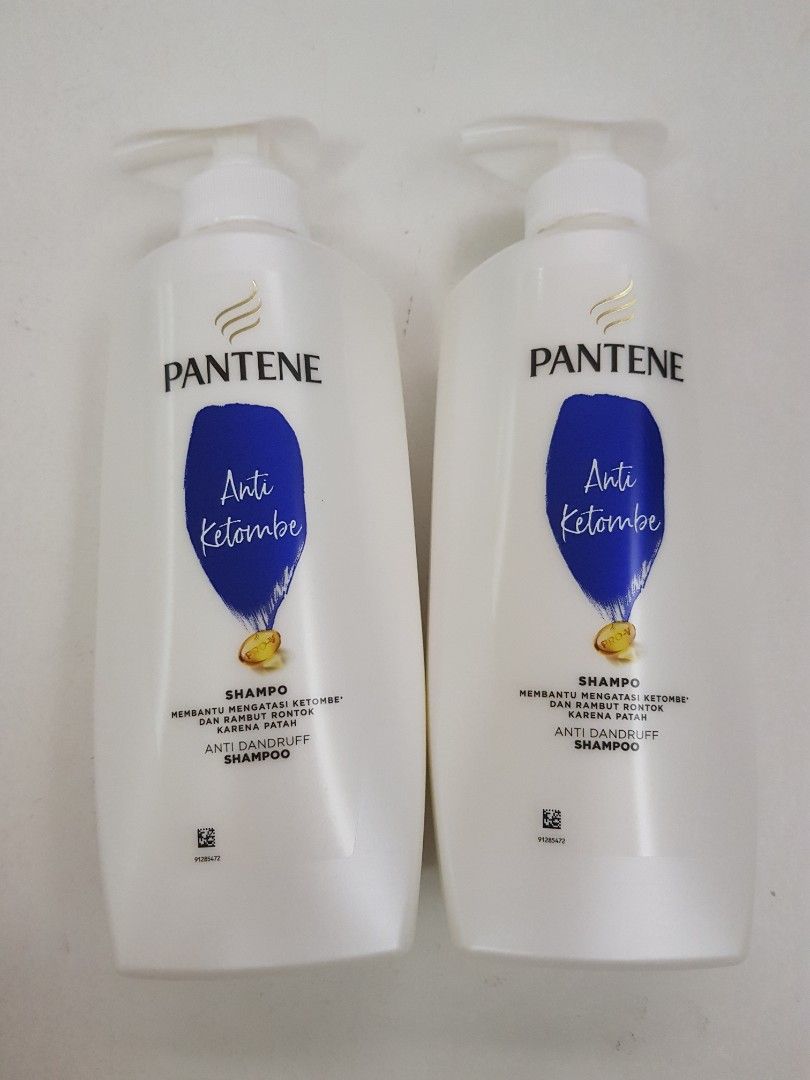 PANTENE
Anti
Ketombe
PRO-V
SHAMPO
MEMBANTU MENGATASI KETOMBE*
DAN RAMBUT RONTOK
KARENA PATAH
ANTI DANDRUFF
SHAMPOO
91285472
PANTENE
Anti
Ketombe
PRO-V
SHAMPO
MEMBANTU MENGATASI KETOMBE*
DAN RAMBUT RONTOK
KARENA PATAH
ANTI DANDRUFF
SHAMPOO
91285472